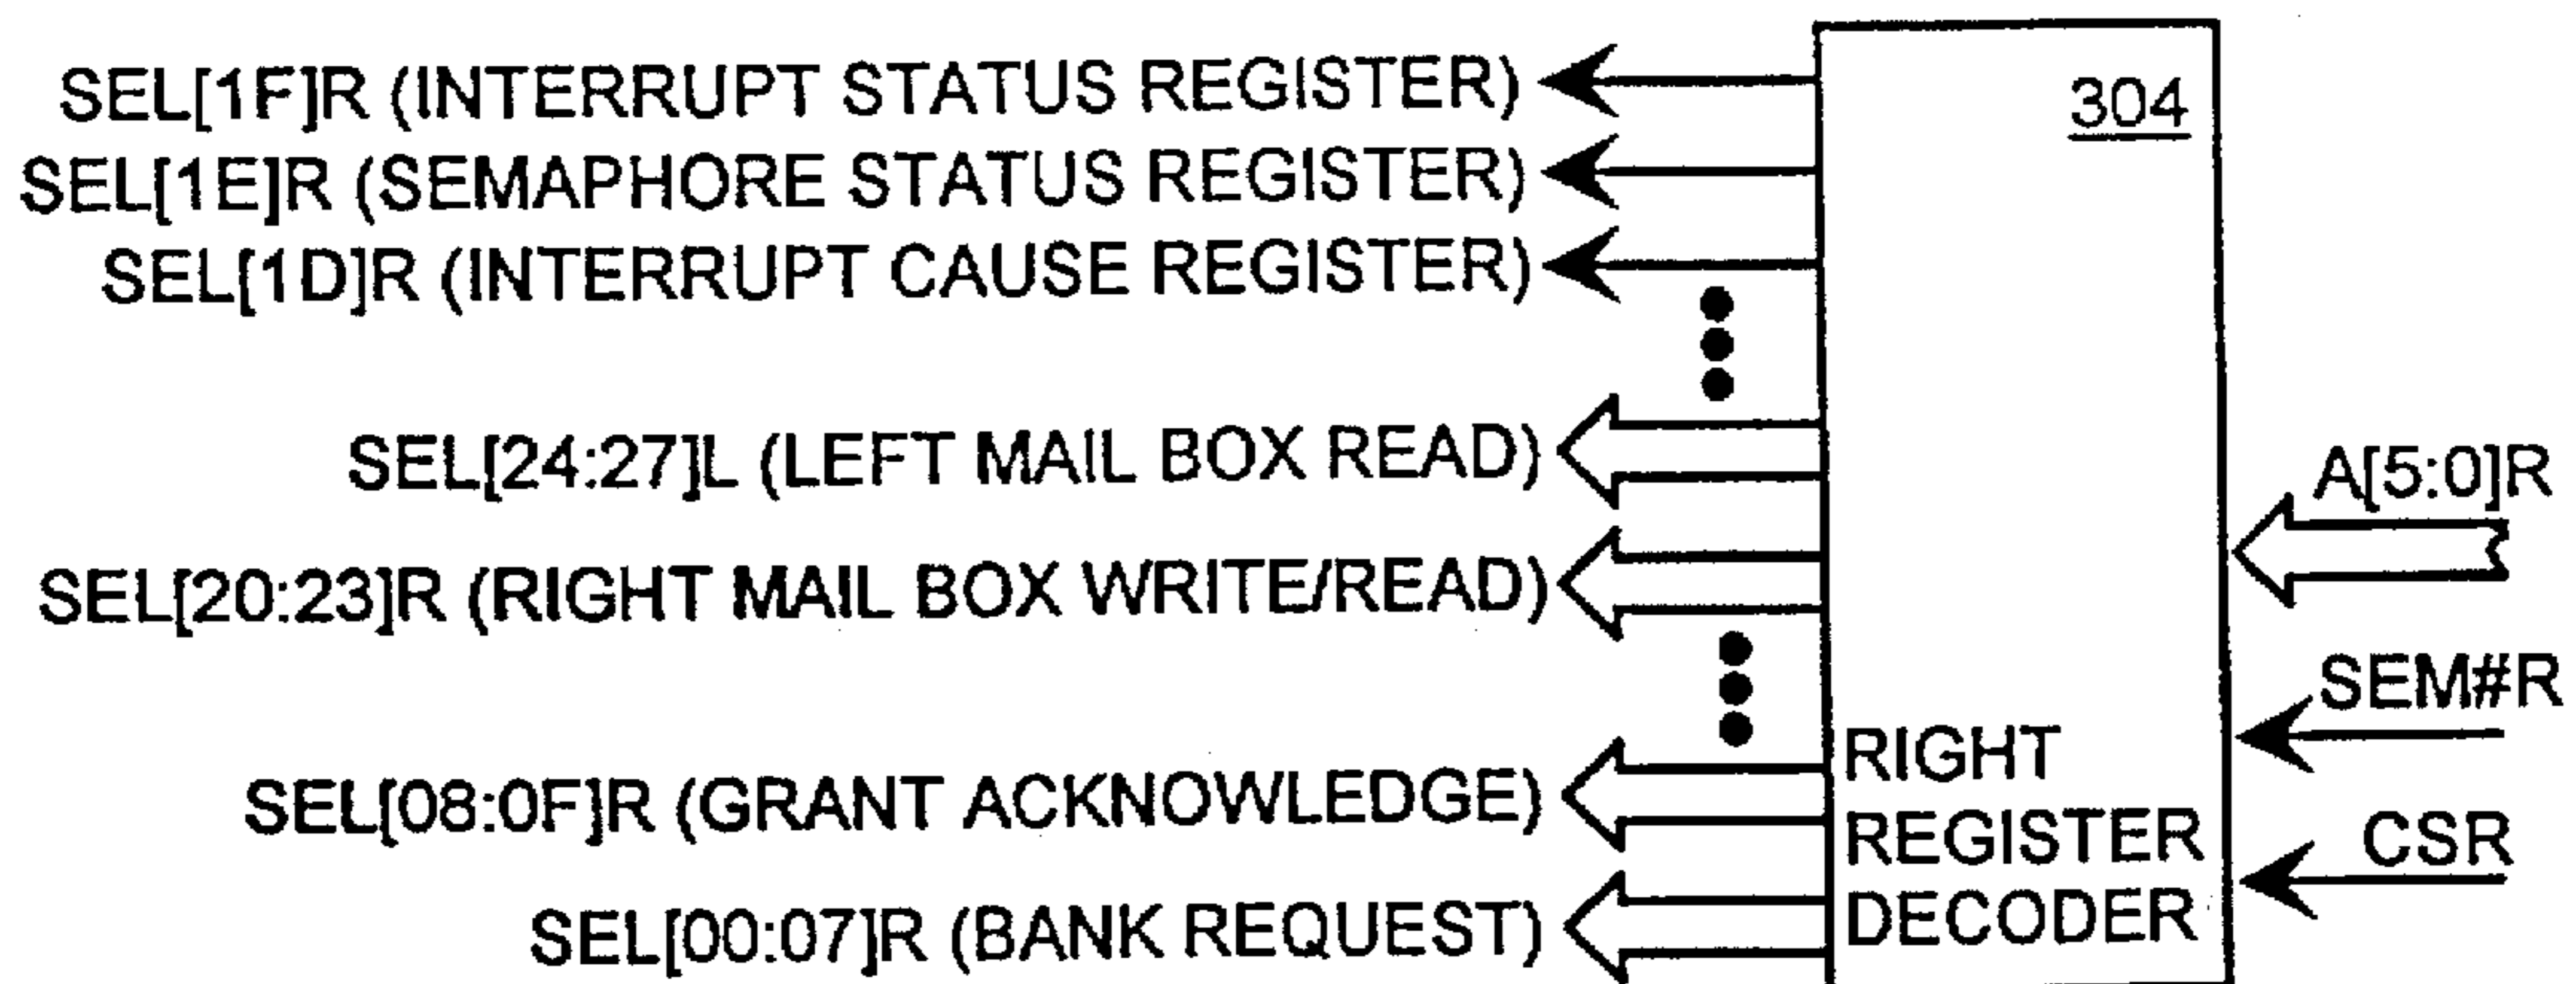 SEL[1F]R (INTERRUPT STATUS REGISTER)
304
SEL[1E]R (SEMAPHORE STATUS REGISTER)
SEL[1D]R (INTERRUPT CAUSE REGISTER)
SEL[24:27]L (LEFT MAIL BOX READ)
A[5:0]R
SEL[20:23]R (RIGHT MAIL BOX WRITE/READ)
SEM#R
SEL[08:0F]R (GRANT ACKNOWLEDGE)
CSR
SEL[00:07]R (BANK REQUEST)
RIGHT
REGISTER
DECODER